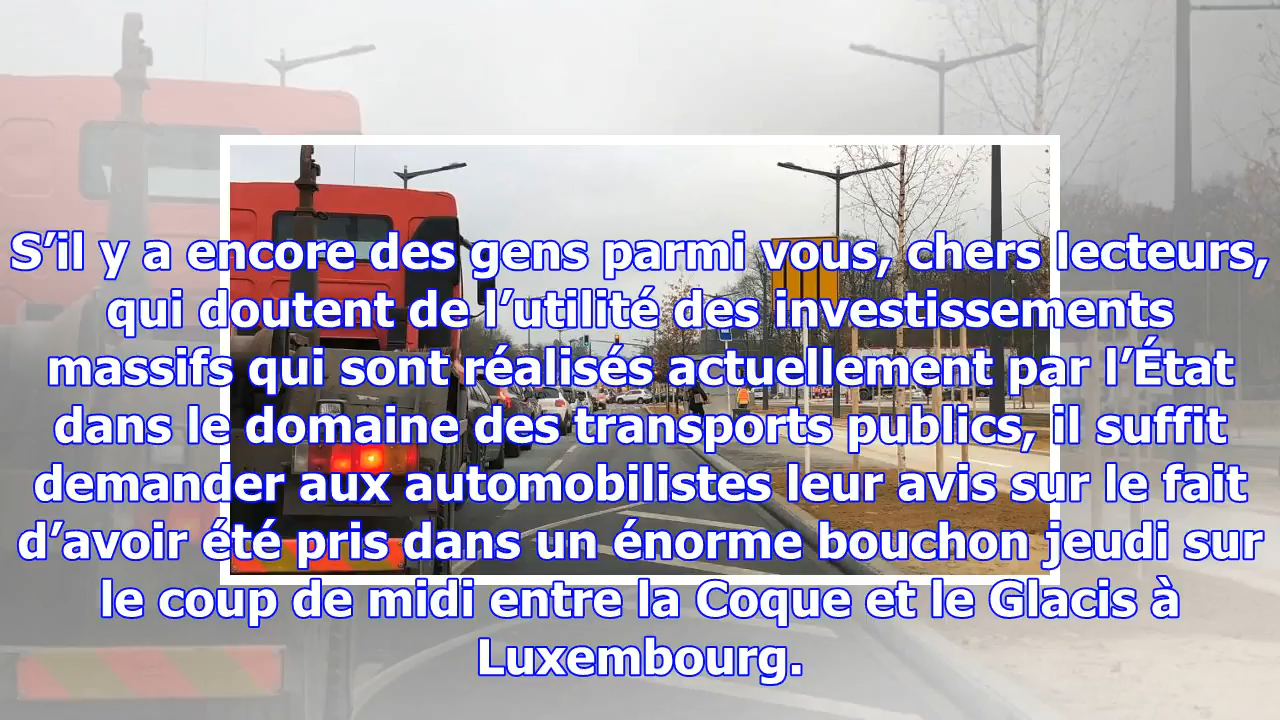 S’il y a encore des gens parmi vous, chers lecteurs,
qui doutent de l’utilité des investissements
massifs qui sont réalisés actuellement par l’État
dans le domaine des transports publics, il suffit
demander aux automobilistes leur avis sur le fait
d’avoir été pris dans un énorme bouchon jeudi sur
le coup de midi entre la Coque et le Glacis à
Luxembourg.